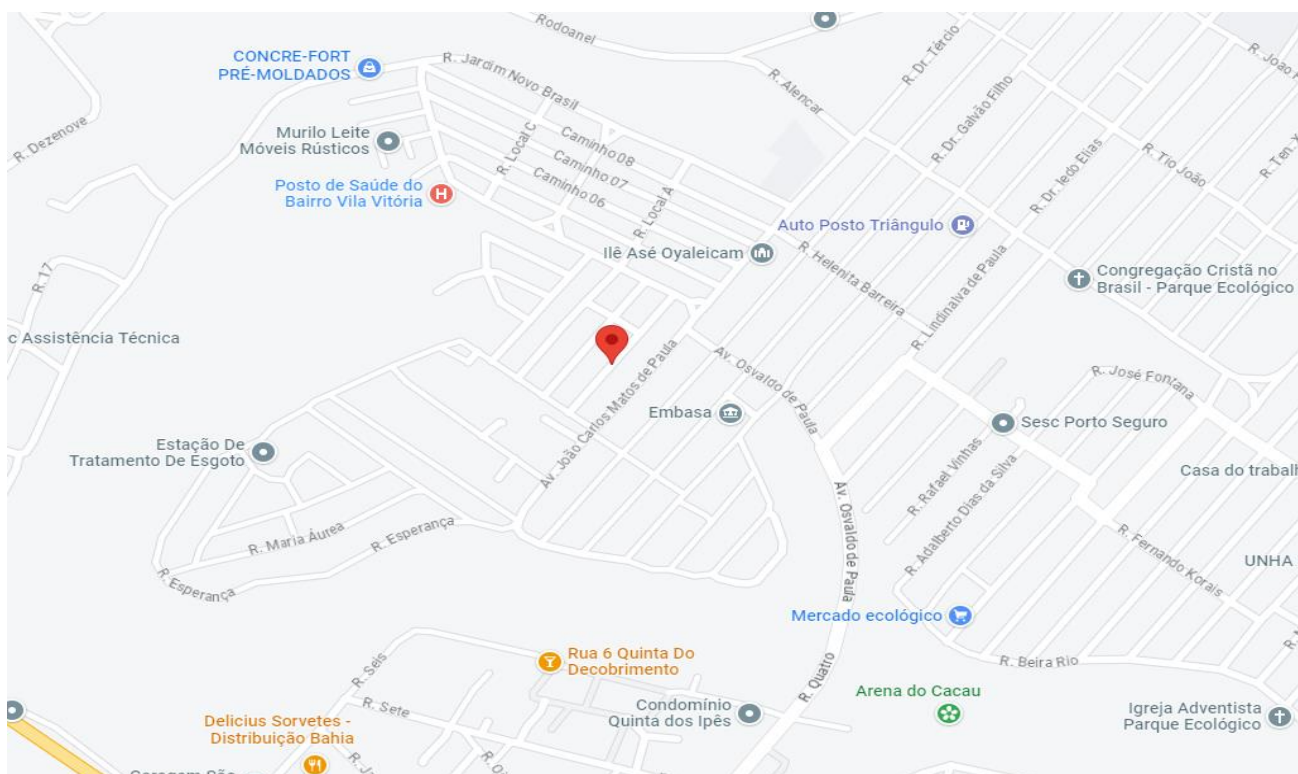 Rodoanel
R. Dr. Tércio
R. João
CONCRE-FORT
PRÉ-MOLDADOS
R. Jardim Novo Brasil
R. Alencar
R. Dr. Galvão Filho
R. Dezenove
Murilo Leite
Móveis Rústicos
R. Local C
Caminho 08
Caminho 07
Caminho 06
R. Dr. Iedo Elias
R. Tio João
R. Ten. X
Posto de Saúde do
Bairro Vila Vitória
R. Local A
Auto Posto Triângulo
Ilê Asé Oyaleicam
R. Helenita Barreira
R. Lindinalva de Paula
Congregação Cristã no
Brasil - Parque Ecológico
R. 17
c Assistência Técnica
Av. João Carlos Matos de Paula
Av. Osvaldo de Paula
R. José Fontana
Embasa
Sesc Porto Seguro
Estação De
Tratamento De Esgoto
R. Rafael Vinhas
Casa do trabalh
R. Adalberto Dias da Silva
Av. Osvaldo de Paula
R. Maria Áurea
R. Esperança
R. Esperança
R. Fernando Korais
UNHA
Mercado ecológico
Rua 6 Quinta Do
Decobrimento
R. Seis
R. Quatro
R. Beira Rio
Arena do Cacau
R. Sete
Condomínio
Quinta dos Ipês
Igreja Adventista
Parque Ecológico
Delicius Sorvetes -
Distribuição Bahia